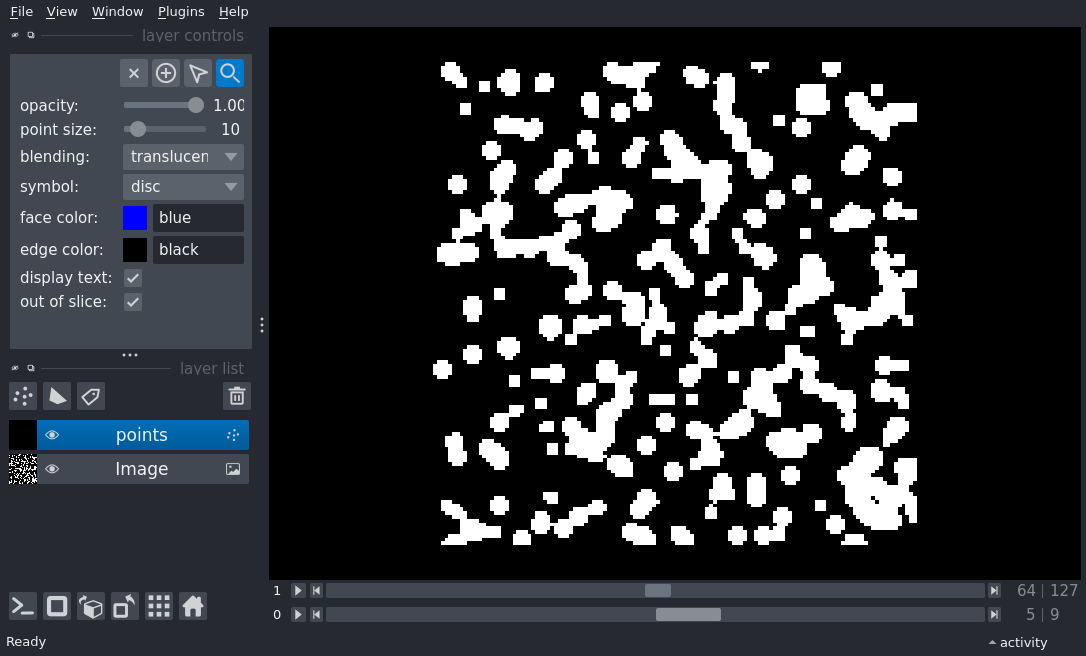 File View Window Plugins Help
layer controls
opacity: 1.00
point size: 10
blending: translucen
symbol: disc
face color: blue
edge color: black
display text:
out of slice:
layer list
points
Image
1 64 | 127
0 5 | 9
Ready activity